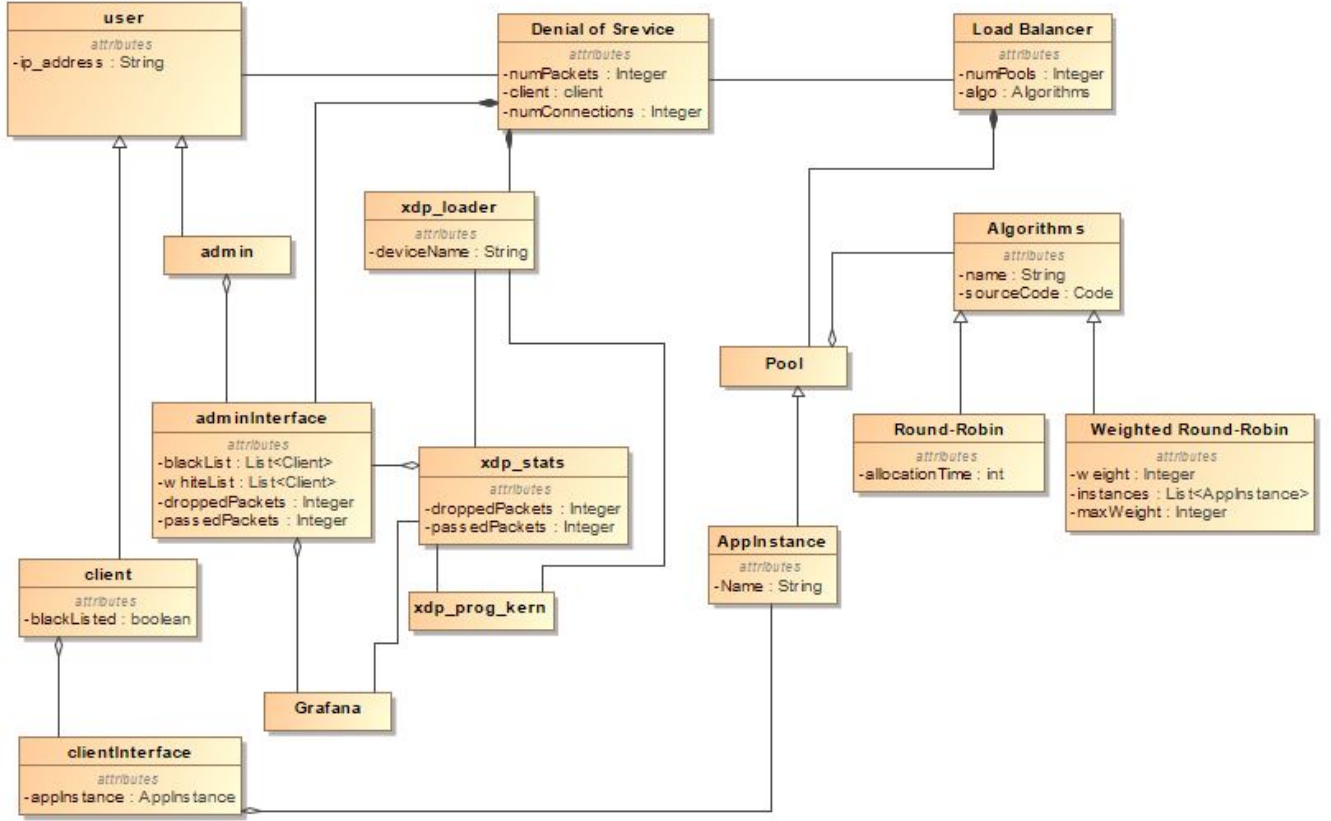 user
attributes
-ip_address : String
Denial of Srevice
attributes
-numPackets : Integer
-client : client
-numConnections : Integer
Load Balancer
attributes
-numPools : Integer
-algo : Algorithms
xdp_loader
attributes
-deviceName : String
admin
Algorithms
attributes
-name : String
-sourceCode : Code
Pool
adminInterface
attributes
-blackList : List<Client>
-whiteList : List<Client>
-droppedPackets : Integer
-passedPackets : Integer
xdp_stats
attributes
-droppedPackets : Integer
-passedPackets : Integer
Round-Robin
attributes
-allocationTime : int
Weighted Round-Robin
attributes
-weight : Integer
-instances : List<AppInstance>
-maxWeight : Integer
AppInstance
attributes
-Name : String
client
attributes
-blackListed : boolean
xdp_prog_kern
Grafana
clientInterface
attributes
-appInstance : AppInstance